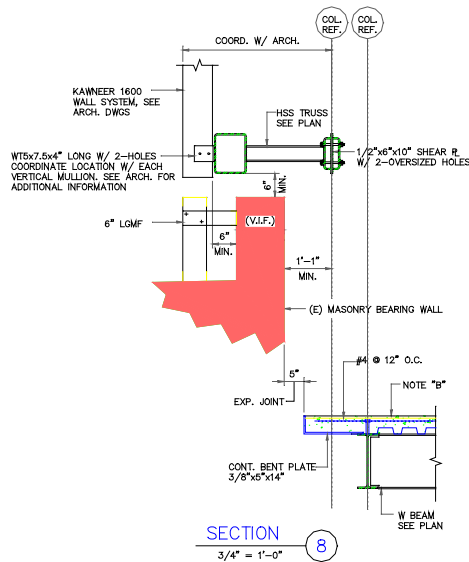 COL.
REF.
COL.
REF.
COORD. W/ ARCH.
KAWNEER 1600
WALL SYSTEM, SEE
ARCH. DWGS
HSS TRUSS
SEE PLAN
WT5x7.5x4" LONG W/ 2-HOLES
COORDINATE LOCATION W/ EACH
VERTICAL MULLION. SEE ARCH. FOR
ADDITIONAL INFORMATION
1/2"x6"x10" SHEAR PL
W/ 2-OVERSIZED HOLES
6"
MIN.
6" LGMF
(V.I.F.)
6"
MIN.
1'-1"
MIN.
(E) MASONRY BEARING WALL
#4 @ 12" O.C.
5"
NOTE "B"
EXP. JOINT
CONT. BENT PLATE
3/8"x6"x14"
W BEAM
SEE PLAN
SECTION
8
3/4" = 1'-0"